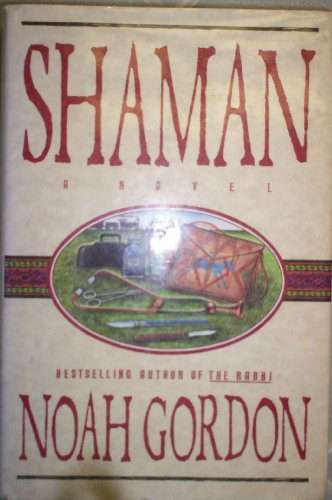 SHAMAN
A NOVEL
BESTSELLING AUTHOR OF THE RABBI
NOAH GORDON